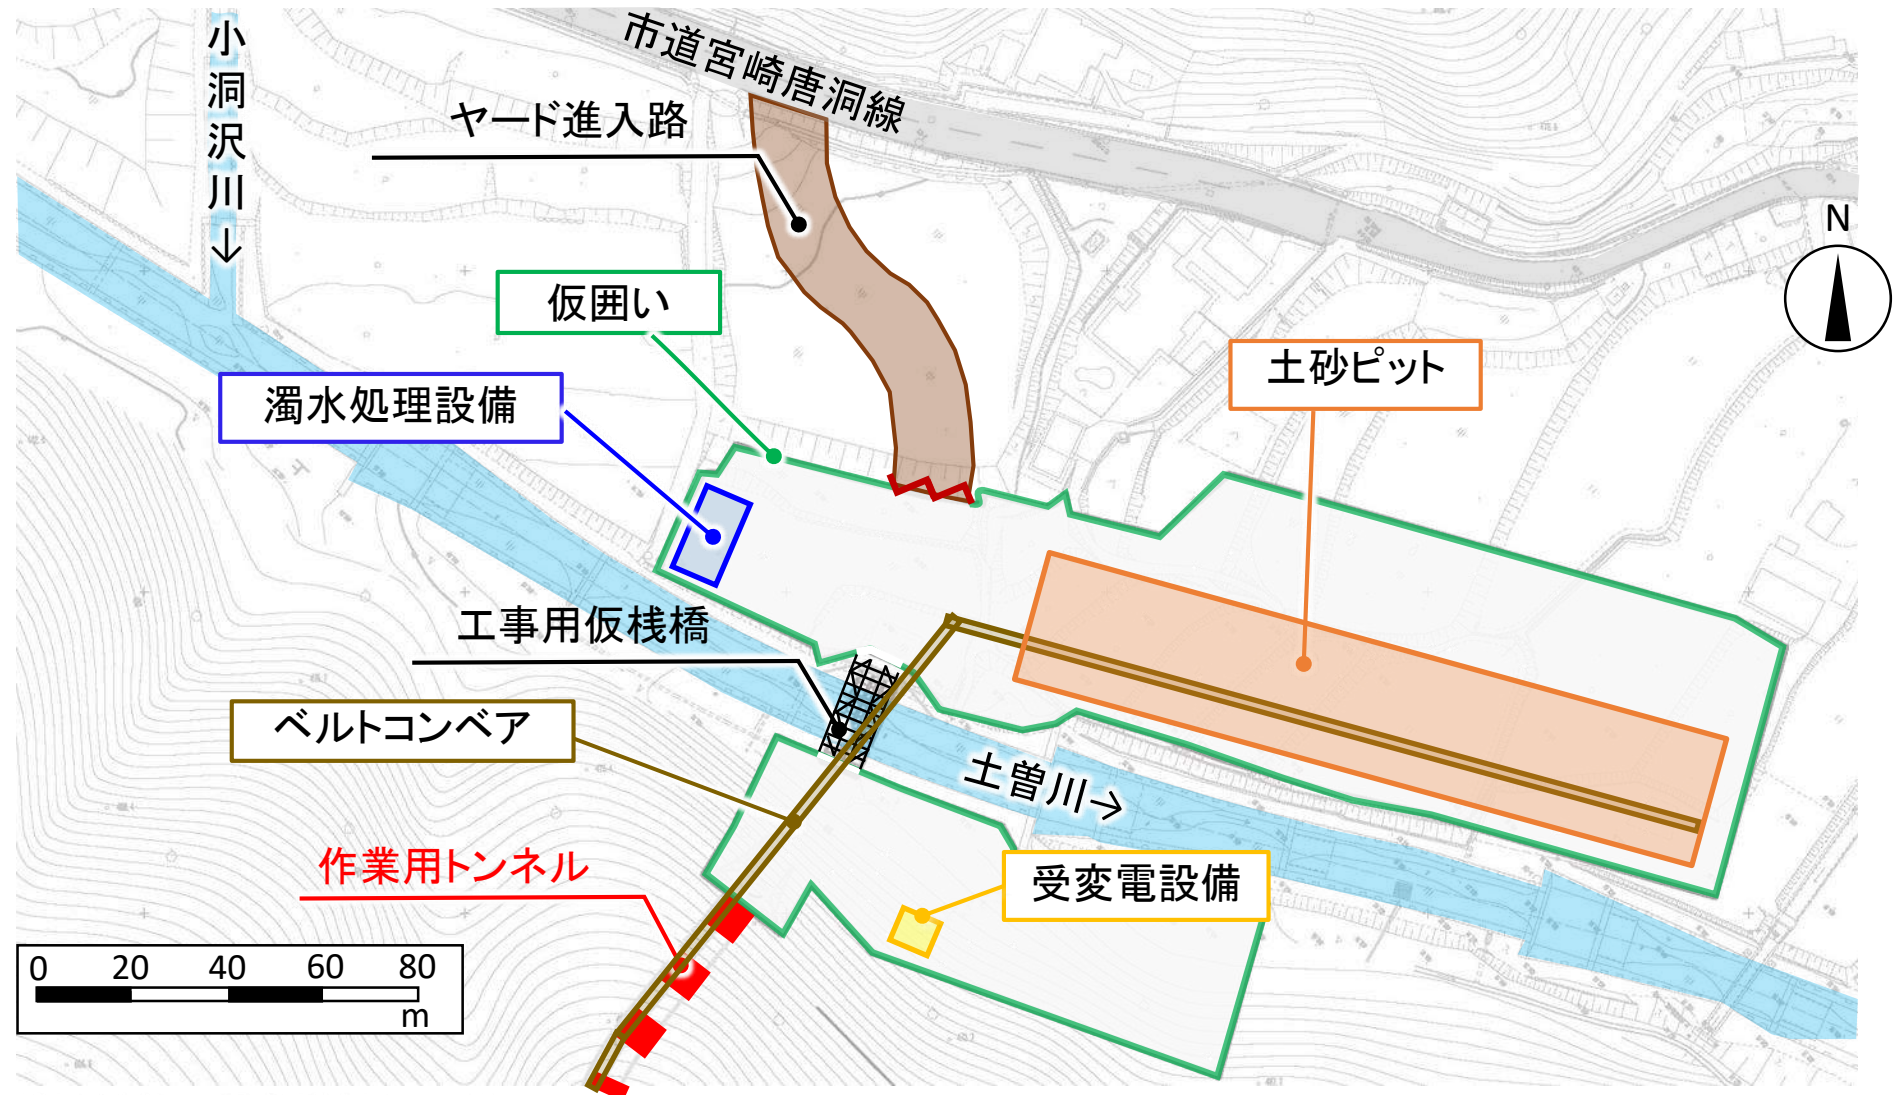 小洞沢川↓
市道宮崎唐洞線
ヤード進入路
N
仮囲い
土砂ピット
濁水処理設備
工事用仮桟橋
ベルトコンベア
土曽川→
作業用トンネル
受変電設備
0 20 40 60 80
m